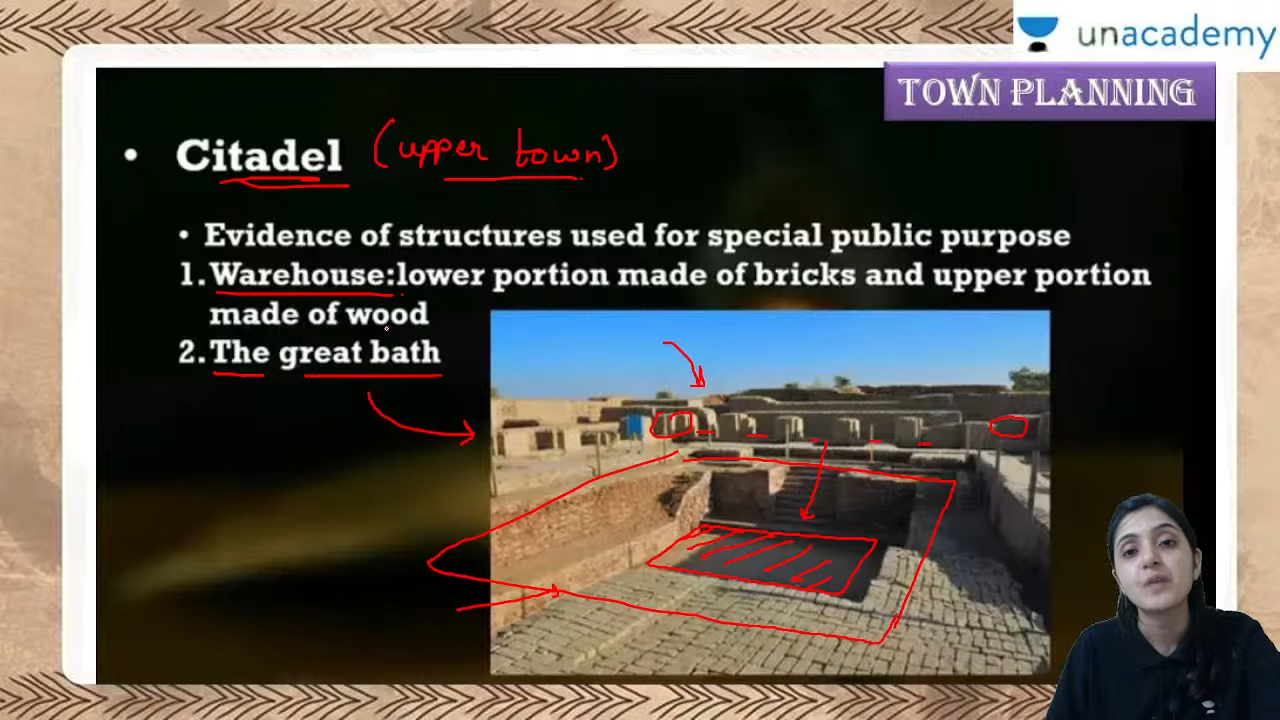 unacademy
TOWN PLANNING
• Citadel (upper town)
• Evidence of structures used for special public purpose
1. Warehouse:lower portion made of bricks and upper portion
made of wood
2. The great bath